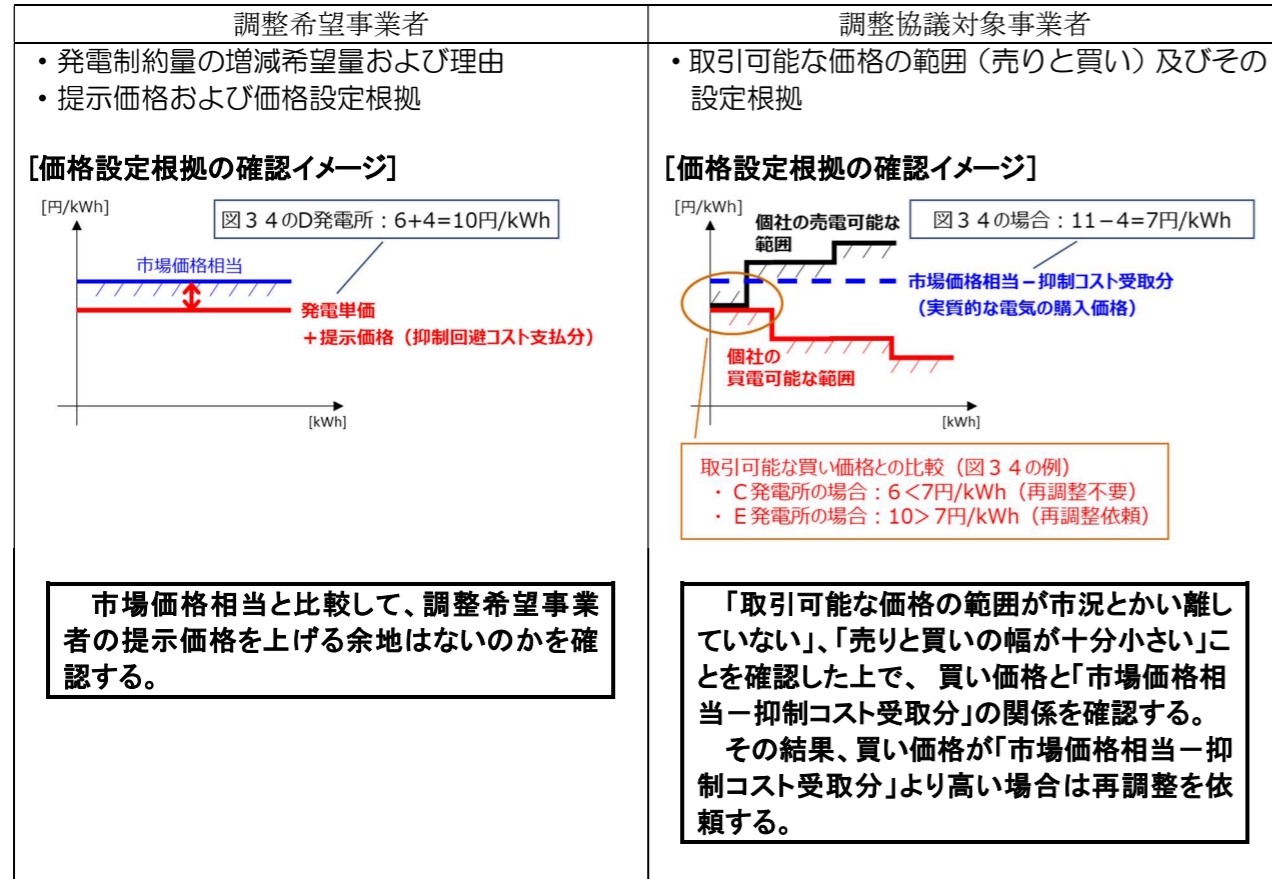 調整希望事業者
・発電制約量の増減希望量および理由
・提示価格および価格設定根拠
[価格設定根拠の確認イメージ]
[円/kWh]
図34のD発電所：6+4=10円/kWh
市場価格相当
発電単価
＋提示価格（抑制回避コスト支払分）
[kWh]
市場価格相当と比較して、調整希望事業
者の提示価格を上げる余地はないのかを確
認する。
調整協議対象事業者
・取引可能な価格の範囲（売りと買い）及びその
設定根拠
[価格設定根拠の確認イメージ]
[円/kWh]
個社の売電可能な
範囲
図34の場合：11－4=7円/kWh
市場価格相当－抑制コスト受取分
（実質的な電気の購入価格）
個社の
買電可能な範囲
[kWh]
取引可能な買い価格との比較（図34の例）
・ C発電所の場合：6＜7円/kWh（再調整不要）
・ E発電所の場合：10＞7円/kWh（再調整依頼）
「取引可能な価格の範囲が市況とかい離し
ていない」、「売りと買いの幅が十分小さい」こ
とを確認した上で、 買い価格と「市場価格相
当－抑制コスト受取分」の関係を確認する。
その結果、買い価格が「市場価格相当－抑
制コスト受取分」より高い場合は再調整を依
頼する。